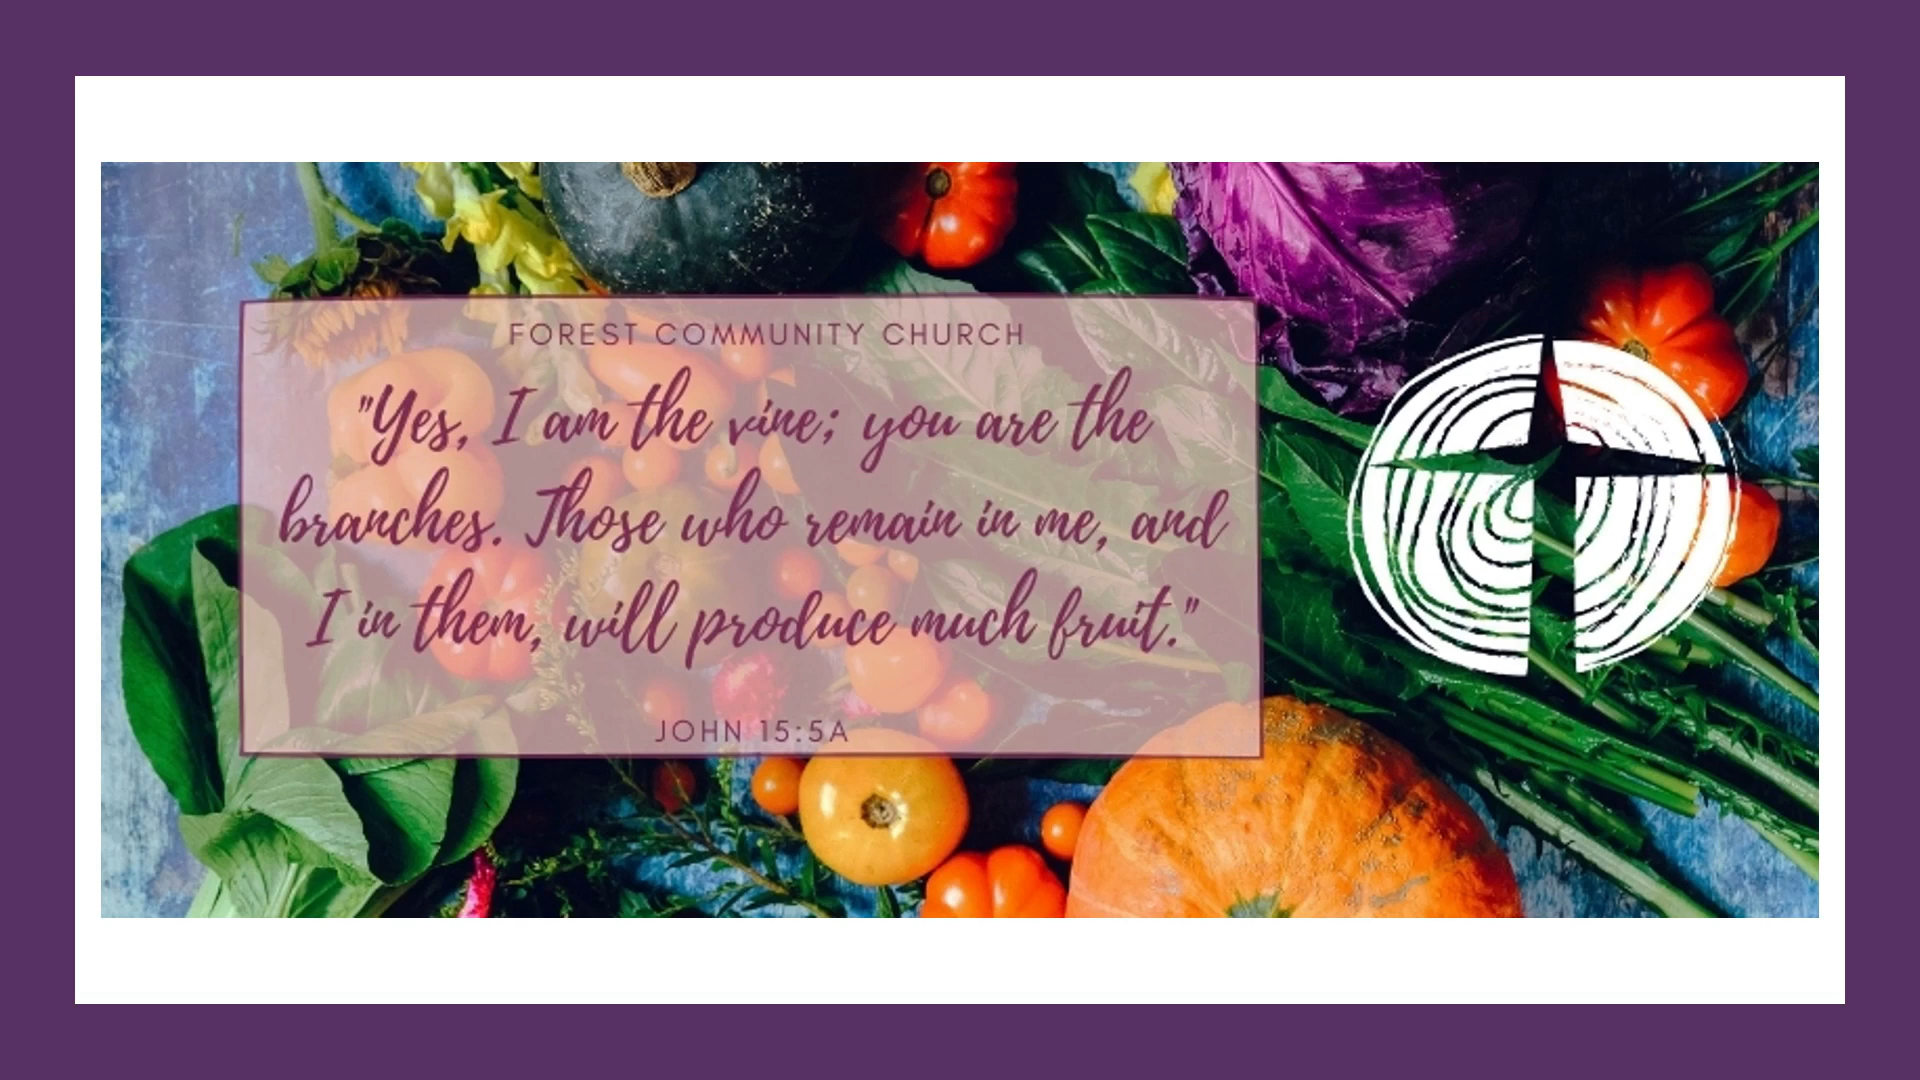 FOREST COMMUNITY CHURCH
"Yes, I am the vine; you are the
branches. Those who remain in me, and
I in them, will produce much fruit."
JOHN 15:5A